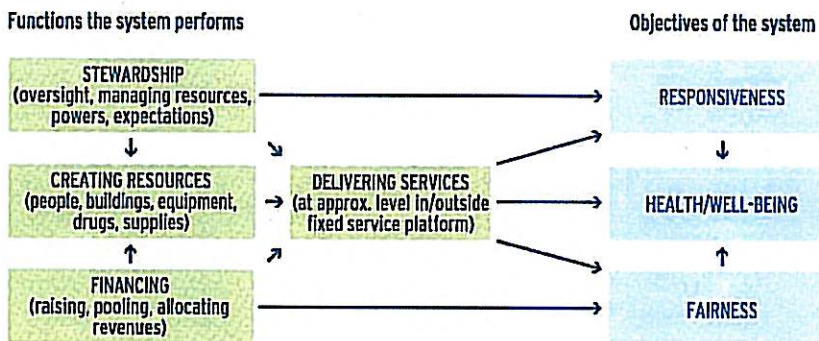 Functions the system performs
Objectives of the system
STEWARDSHIP
(oversight, managing resources,
powers, expectations)
RESPONSIVENESS
CREATING RESOURCES
(people, buildings, equipment,
drugs, supplies)
DELIVERING SERVICES
(at approx. level in/outside
fixed service platform)
HEALTH/WELL-BEING
FINANCING
(raising, pooling, allocating
revenues)
FAIRNESS